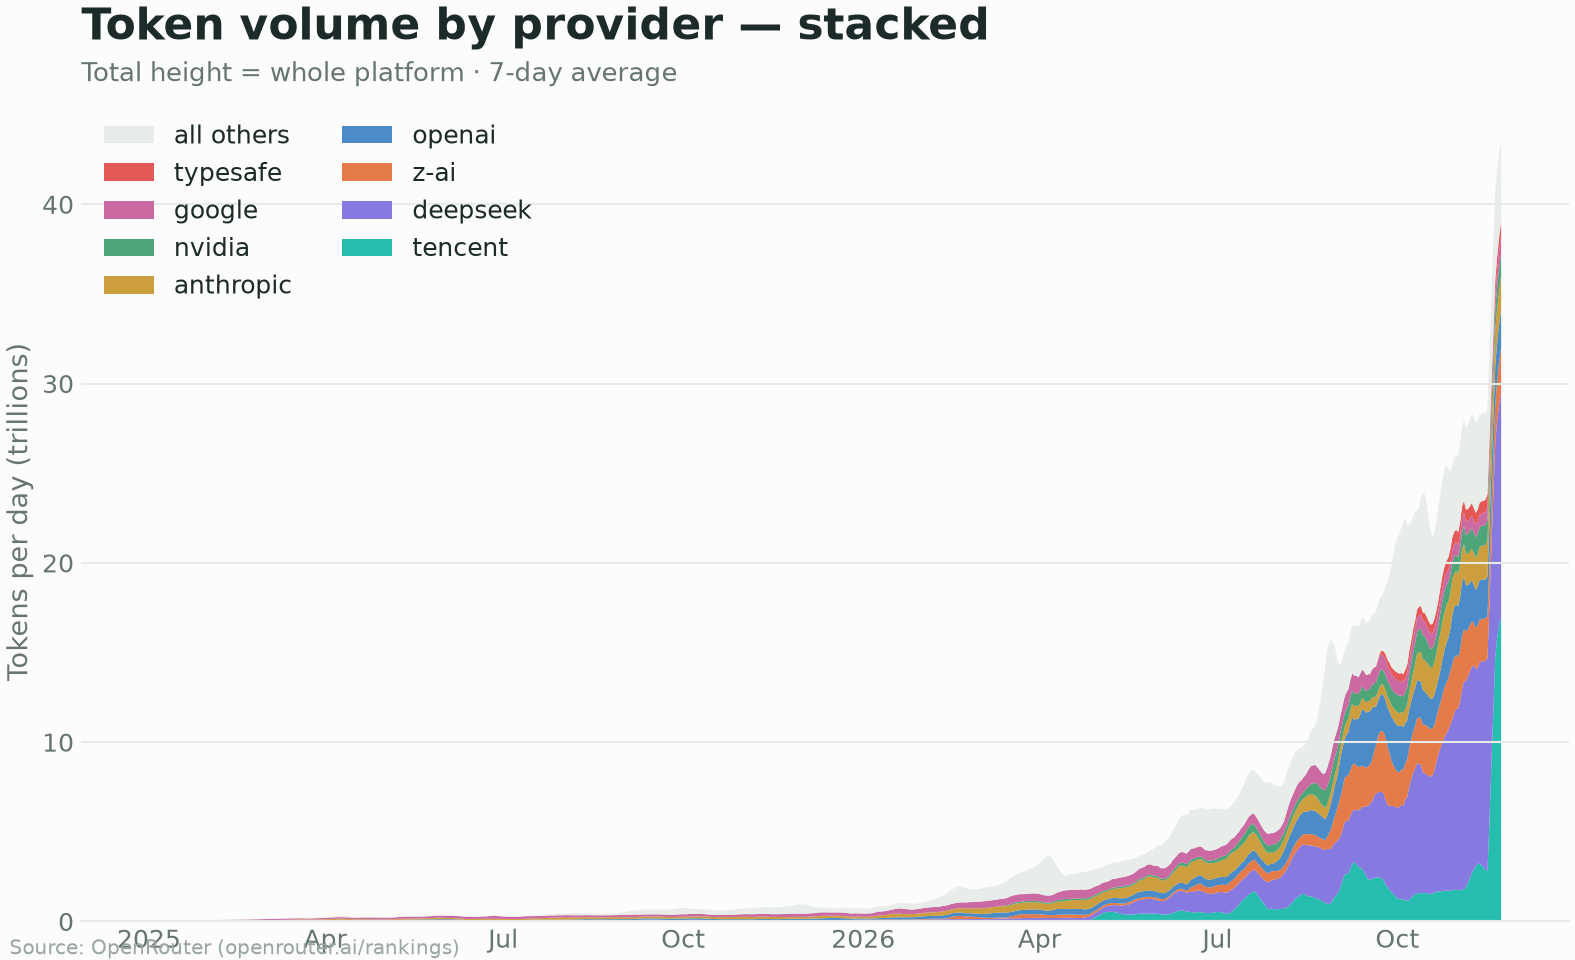 Token volume by provider — stacked
Total height = whole platform · 7-day average
all others
typesafe
google
nvidia
anthropic
openai
z-ai
deepseek
tencent
Tokens per day (trillions)
40
30
20
10
0
2025
Apr
Jul
Oct
2026
Apr
Jul
Oct
Source: OpenRouter (openrouter.ai/rankings)